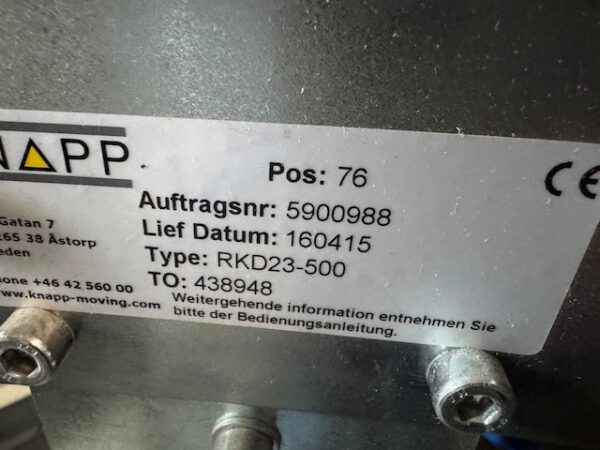 KNAPP
Pos: 76
CE
Auftragsnr: 5900988
Lief Datum: 160415
Type: RKD23-500
TO: 438948
Weitergehende information entnehmen Sie
bitte der Bedienungsanleitung.
Gatan 7
265 38 Åstorp
eden
one +46 42 560 00
www.knapp-moving.com